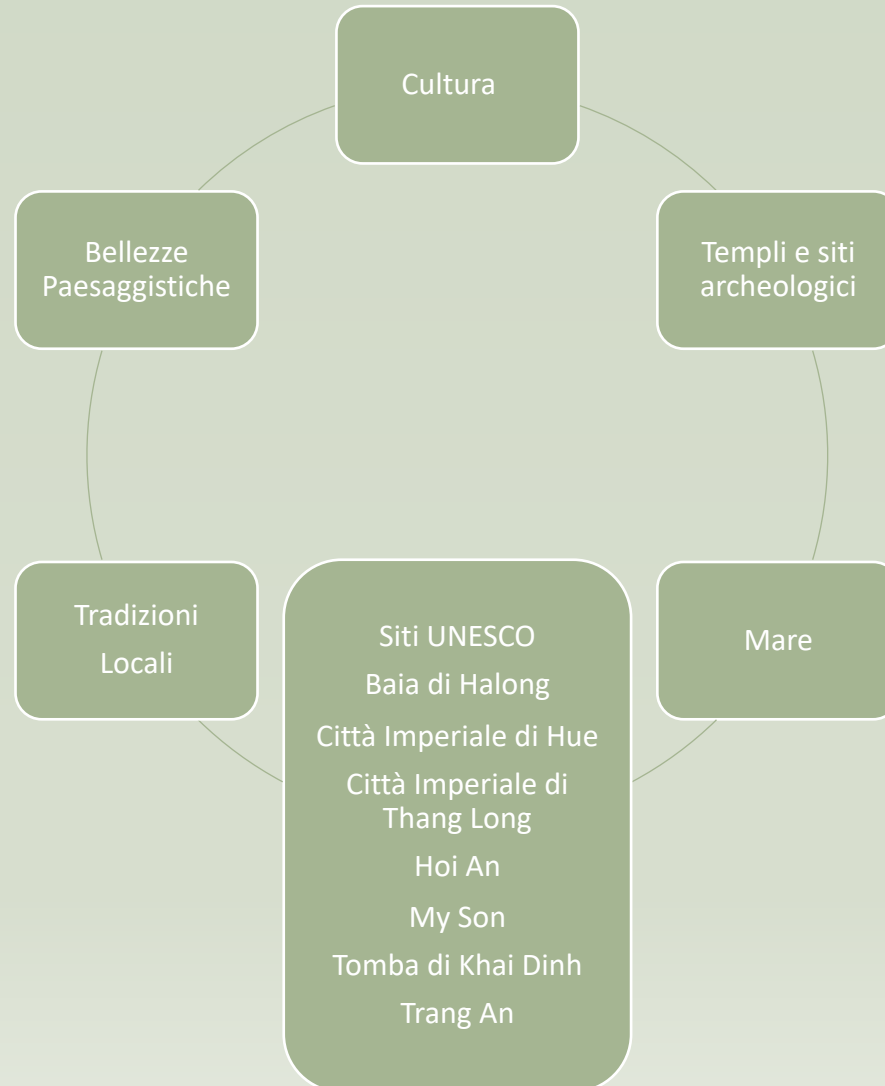 Cultura
Bellezze
Paesaggistiche
Templi e siti
archeologici
Tradizioni
Locali
Siti UNESCO
Baia di Halong
Città Imperiale di Hue
Città Imperiale di
Thang Long
Hoi An
My Son
Tomba di Khai Dinh
Trang An
Mare